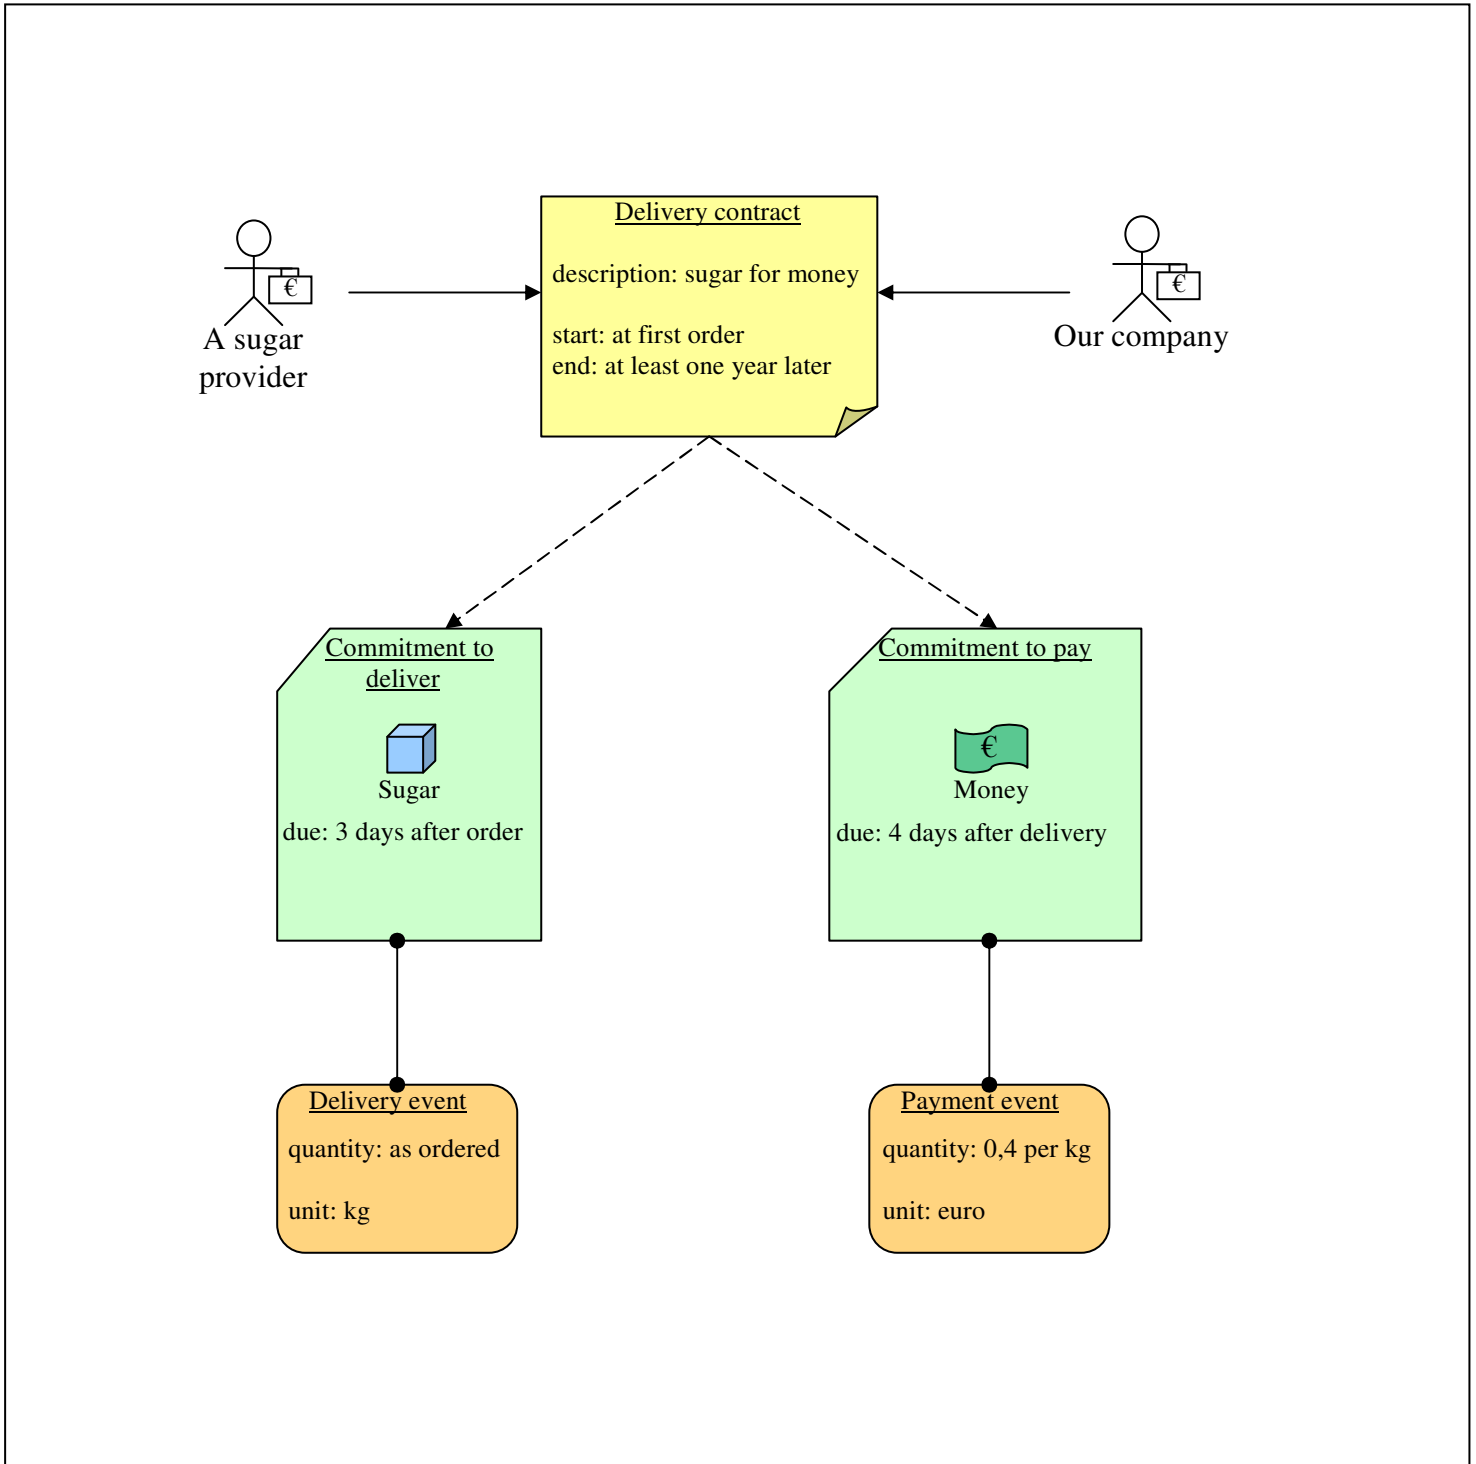 Delivery contract
description: sugar for money
start: at first order
end: at least one year later
€
A sugar
provider
€
Our company
Commitment to
deliver
Sugar
due: 3 days after order
Commitment to pay
€
Money
due: 4 days after delivery
Delivery event
quantity: as ordered
unit: kg
Payment event
quantity: 0,4 per kg
unit: euro